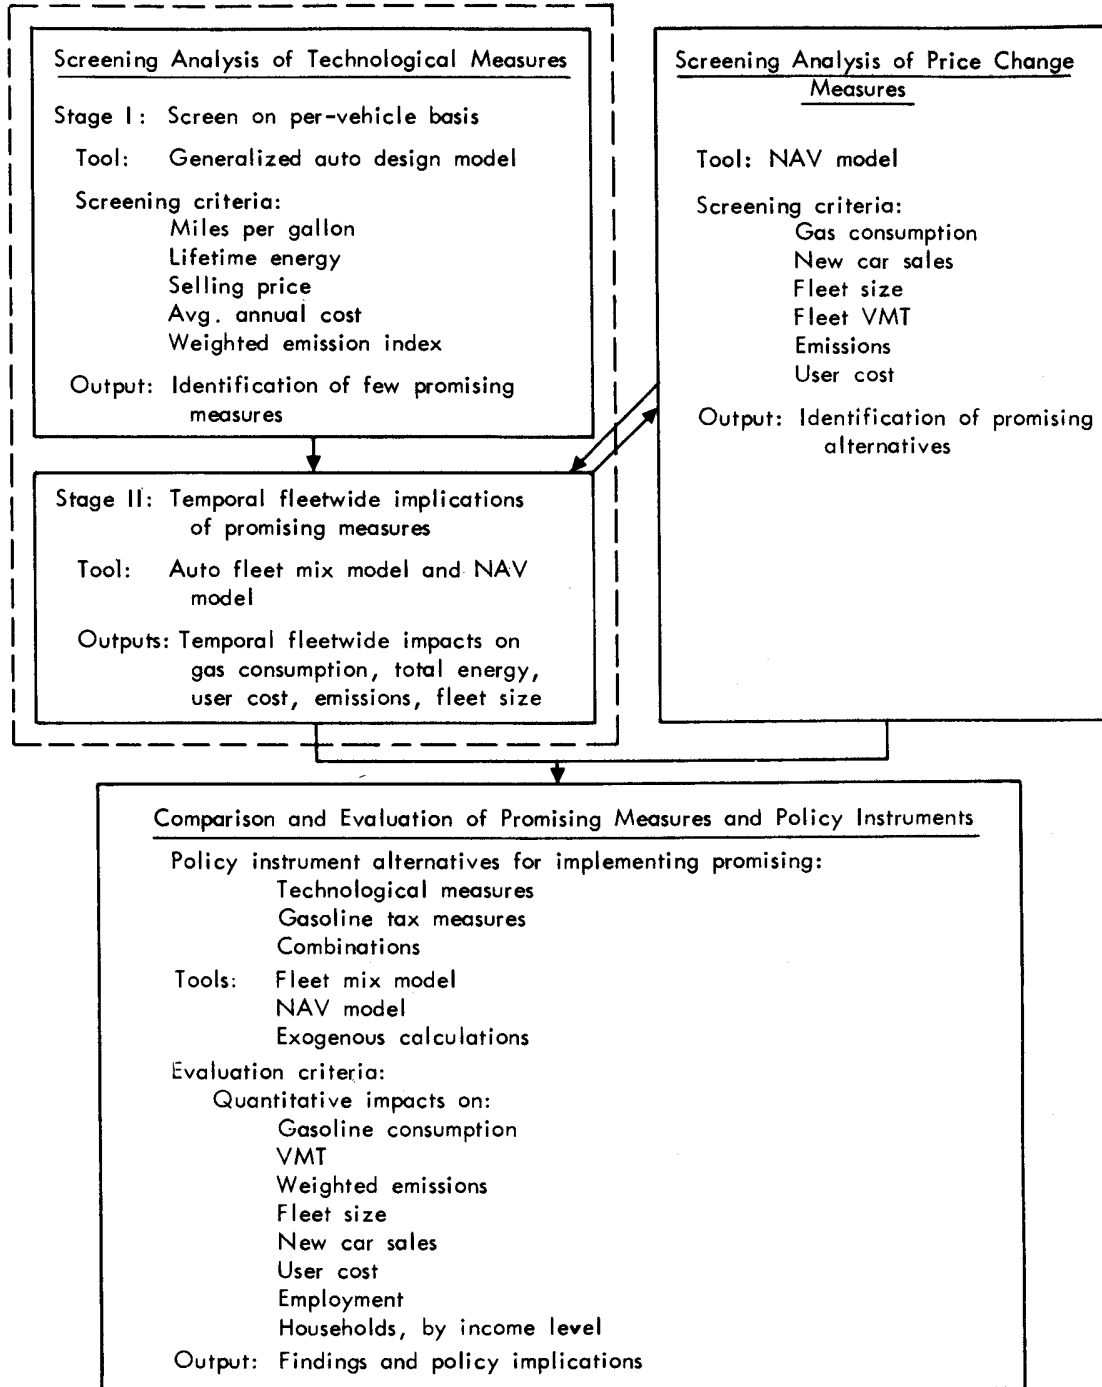 Screening Analysis of Technological Measures
Stage I: Screen on per-vehicle basis
Tool: Generalized auto design model
Screening criteria:
Miles per gallon
Lifetime energy
Selling price
Avg. annual cost
Weighted emission index
Output: Identification of few promising
measures
Stage II: Temporal fleetwide implications
of promising measures
Tool: Auto fleet mix model and NAV
model
Outputs: Temporal fleetwide impacts on
gas consumption, total energy,
user cost, emissions, fleet size
Screening Analysis of Price Change
Measures
Tool: NAV model
Screening criteria:
Gas consumption
New car sales
Fleet size
Fleet VMT
Emissions
User cost
Output: Identification of promising
alternatives
Comparison and Evaluation of Promising Measures and Policy Instruments
Policy instrument alternatives for implementing promising:
Technological measures
Gasoline tax measures
Combinations
Tools: Fleet mix model
NAV model
Exogenous calculations
Evaluation criteria:
Quantitative impacts on:
Gasoline consumption
VMT
Weighted emissions
Fleet size
New car sales
User cost
Employment
Households, by income level
Output: Findings and policy implications